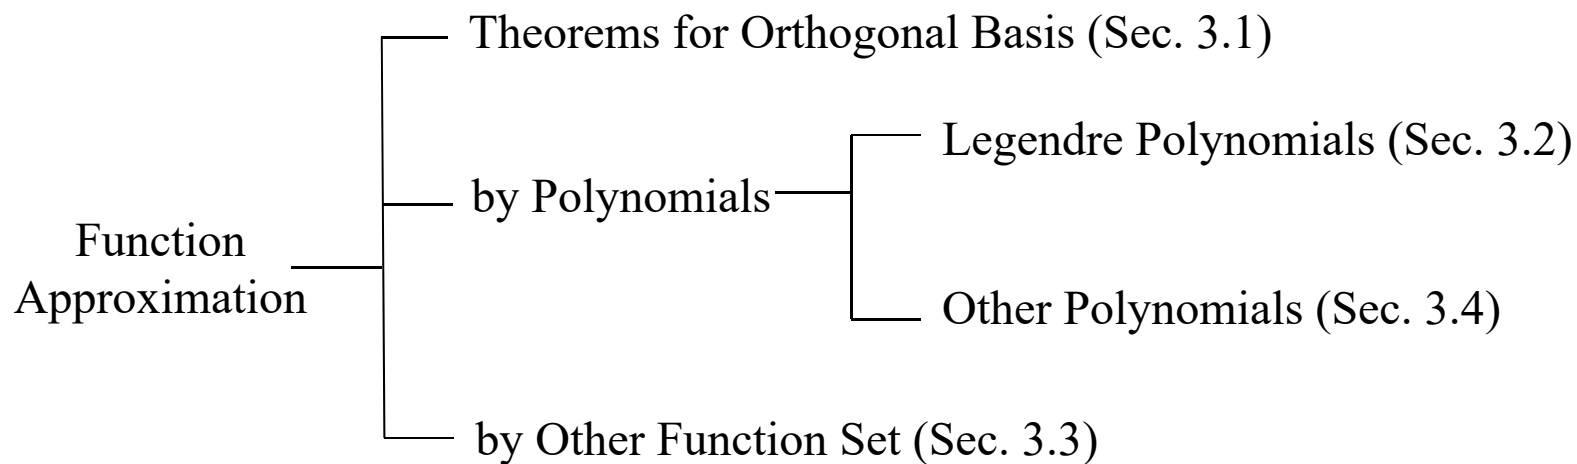 Theorems for Orthogonal Basis (Sec. 3.1)
Legendre Polynomials (Sec. 3.2)
by Polynomials
Function
Approximation
Other Polynomials (Sec. 3.4)
by Other Function Set (Sec. 3.3)